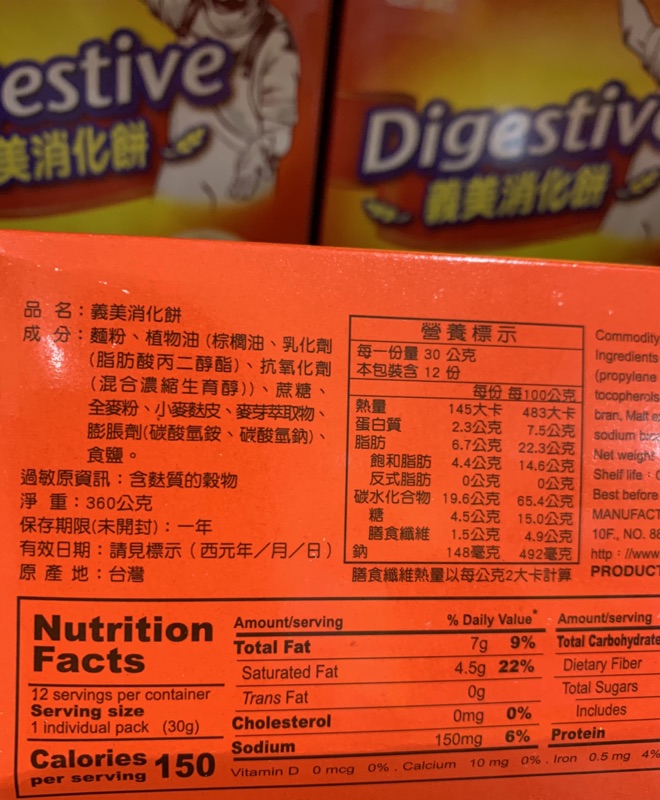 estive
美消化餅
Digestiv
義美消化餅
品 名：義美消化餅
成 分：麵粉、植物油(棕櫚油、乳化劑
(脂肪酸丙二醇酯)、抗氧化劑
(混合濃縮生育醇))、蔗糖、
全麥粉、小麥麩皮、麥芽萃取物、
膨脹劑(碳酸氫銨、碳酸氫鈉)、
食鹽。
過敏原資訊：含麩質的穀物
淨 重：360公克
保存期限(未開封)：一年
有效日期：請見標示（西元年／月／日）
原 產 地：台灣
營養標示
每一份量 30 公克
本包裝含 12 份
每份 每100公克
熱量 145大卡 483大卡
蛋白質 2.3公克 7.5公克
脂肪 6.7公克 22.3公克
飽和脂肪 4.4公克 14.6公克
反式脂肪 0公克 0公克
碳水化合物 19.6公克 65.4公克
糖 4.5公克 15.0公克
膳食纖維 1.5公克 4.9公克
鈉 148毫克 492毫克
膳食纖維熱量以每公克2大卡計算
Commodity
Ingredients
(propylene
tocopherols
bran, Malt e
sodium bic
Net weight
Shelf life :
Best before
MANUFACT
10F., NO. 88
http : //www
PRODUCT
Nutrition
Facts
12 servings per container
Serving size
1 individual pack (30g)
Calories 150
per serving
Amount/serving % Daily Value*
Total Fat 7g 9%
Saturated Fat 4.5g 22%
Trans Fat 0g
Cholesterol 0mg 0%
Sodium 150mg 6%
Amount/serving
Total Carbohydrate
Dietary Fiber
Total Sugars
Includes
Protein
Vitamin D 0 mcg 0% . Calcium 10 mg 0% . Iron 0.5 mg 4%